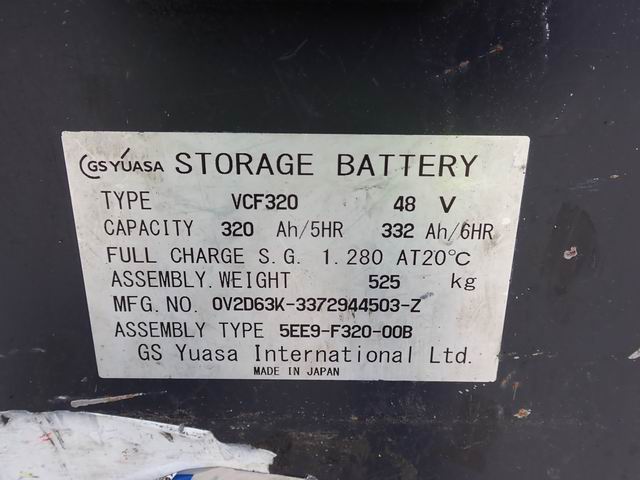 GS YUASA STORAGE BATTERY
TYPE VCF320 48 V
CAPACITY 320 Ah/5HR 332 Ah/6HR
FULL CHARGE S.G. 1.280 AT20℃
ASSEMBLY.WEIGHT 525 kg
MFG.NO. 0V2D63K-3372944503-Z
ASSEMBLY TYPE 5EE9-F320-00B
GS Yuasa International Ltd.
MADE IN JAPAN